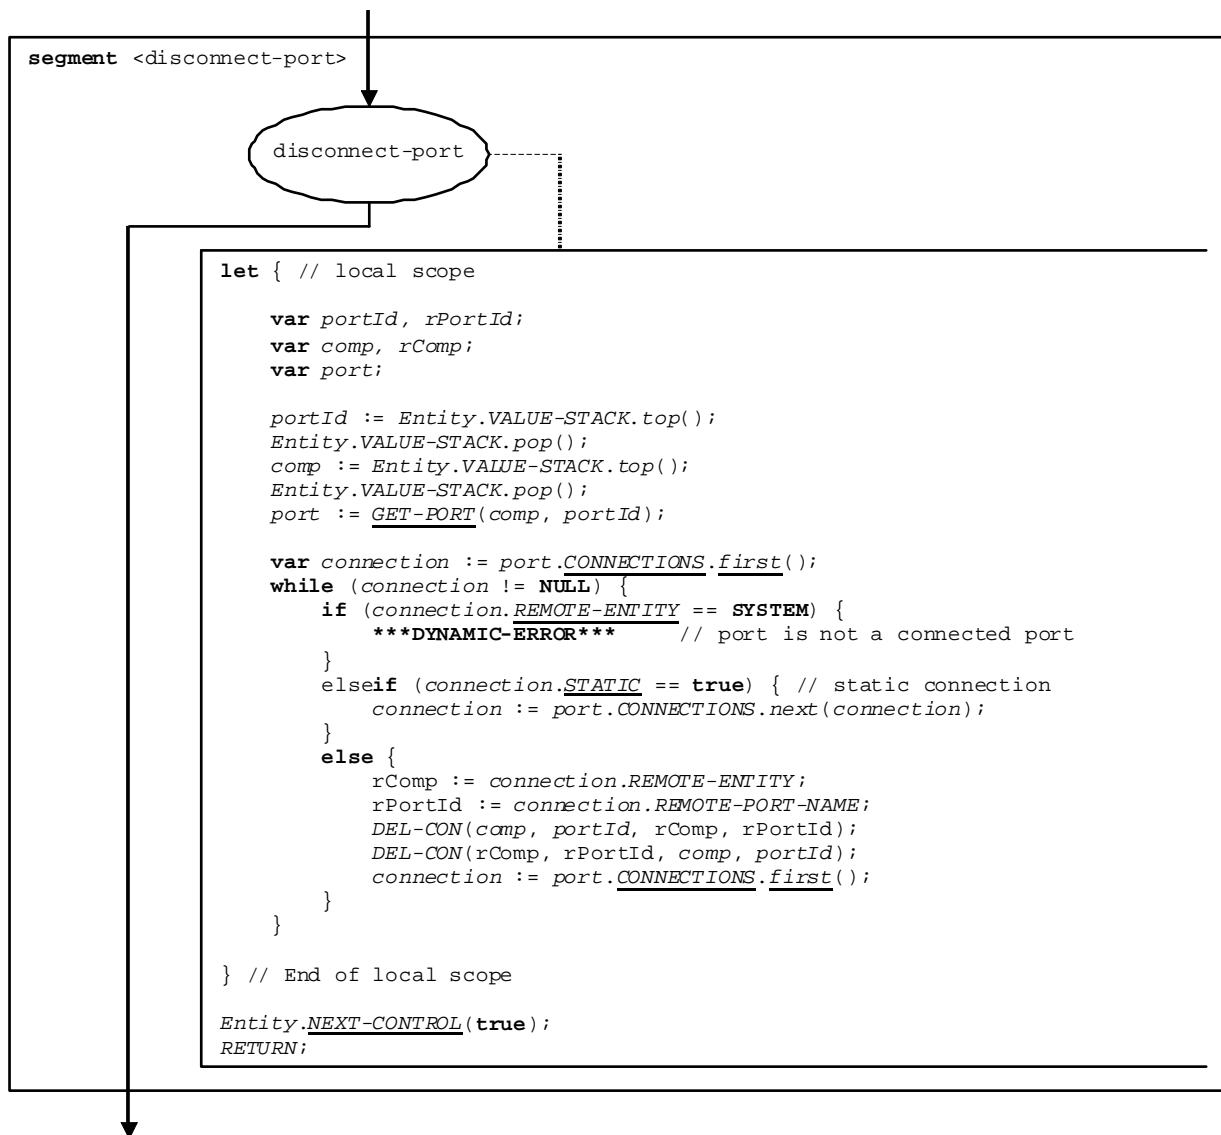 segment <disconnect-port>
disconnect-port
let { // local scope
var portId, rPortId;
var comp, rComp;
var port;
portId := Entity.VALUE-STACK.top();
Entity.VALUE-STACK.pop();
comp := Entity.VALUE-STACK.top();
Entity.VALUE-STACK.pop();
port := GET-PORT(comp, portId);
var connection := port.CONNECTIONS.first();
while (connection != NULL) {
if (connection.REMOTE-ENTITY == SYSTEM) {
***DYNAMIC-ERROR*** // port is not a connected port
}
elseif (connection.STATIC == true) { // static connection
connection := port.CONNECTIONS.next(connection);
}
else {
rComp := connection.REMOTE-ENTITY;
rPortId := connection.REMOTE-PORT-NAME;
DEL-CON(comp, portId, rComp, rPortId);
DEL-CON(rComp, rPortId, comp, portId);
connection := port.CONNECTIONS.first();
}
}
} // End of local scope
Entity.NEXT-CONTROL(true);
RETURN;